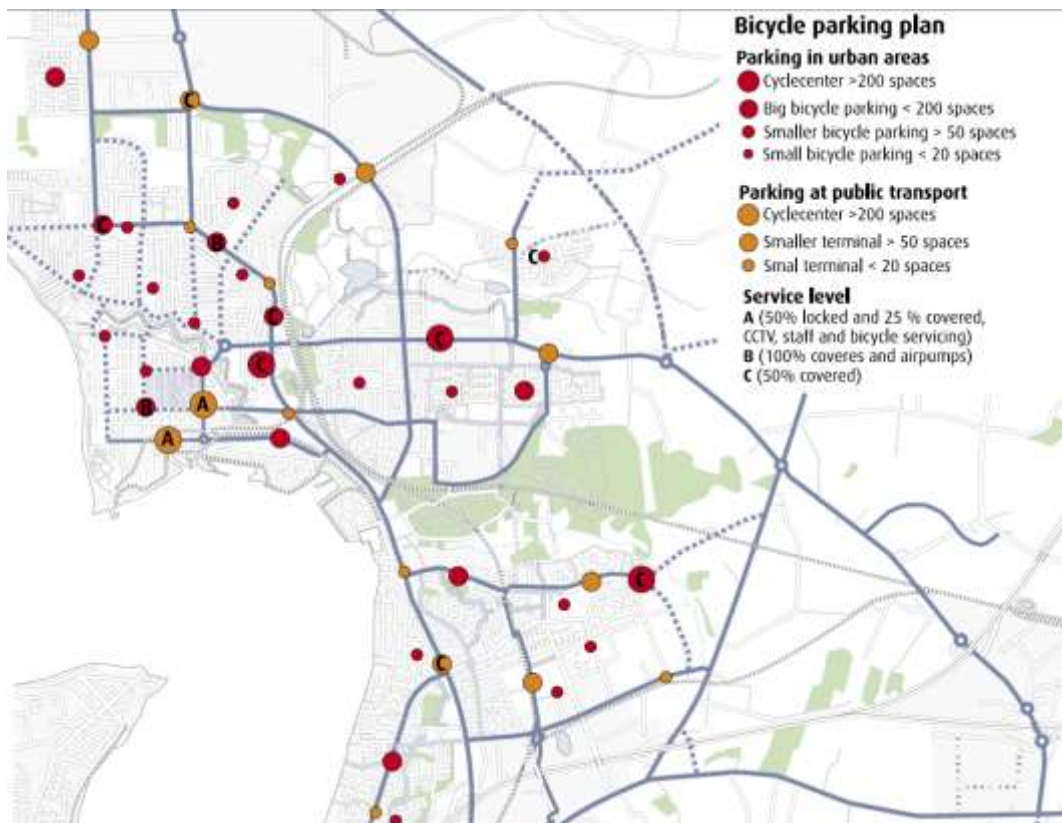 Bicycle parking plan
Parking in urban areas
Cyclecenter >200 spaces
Big bicycle parking < 200 spaces
Smaller bicycle parking > 50 spaces
Small bicycle parking < 20 spaces
Parking at public transport
Cyclecenter >200 spaces
Smaller terminal > 50 spaces
Smal terminal < 20 spaces
Service level
A (50% locked and 25 % covered,
CCTV, staff and bicycle servicing)
B (100% coveres and airpumps)
C (50% covered)
C
C
B
C
C
C
C
B
A
A
C
C